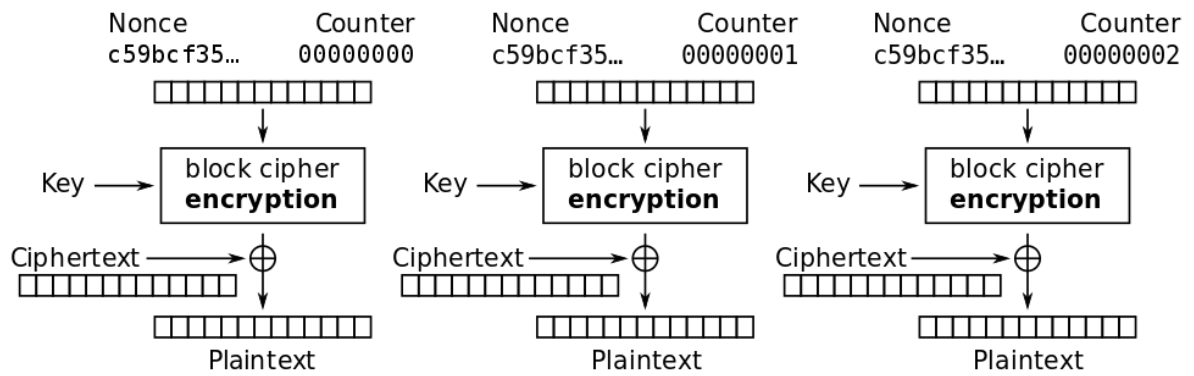 Nonce Counter Nonce Counter Nonce Counter
c59bcf35… 00000000 c59bcf35… 00000001 c59bcf35… 00000002
block cipher block cipher block cipher
Key encryption Key encryption Key encryption
Ciphertext Ciphertext Ciphertext
Plaintext Plaintext Plaintext